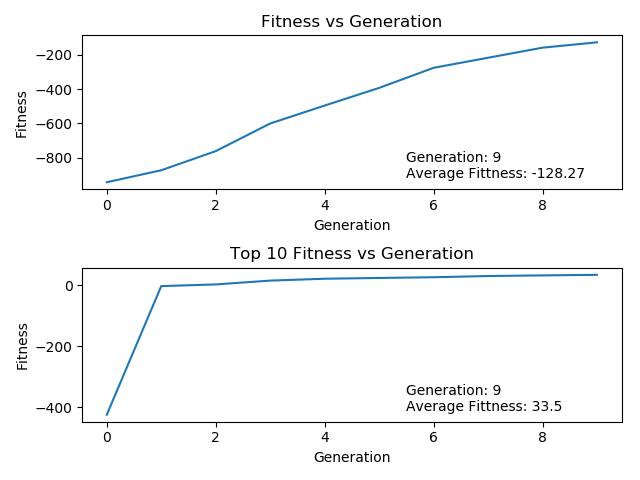 Fitness vs Generation
Fitness
−200
−400
−600
−800
Generation: 9
Average Fittness: -128.27
0 2 4 6 8
Generation
Top 10 Fitness vs Generation
Fitness
0
−200
−400
Generation: 9
Average Fittness: 33.5
0 2 4 6 8
Generation